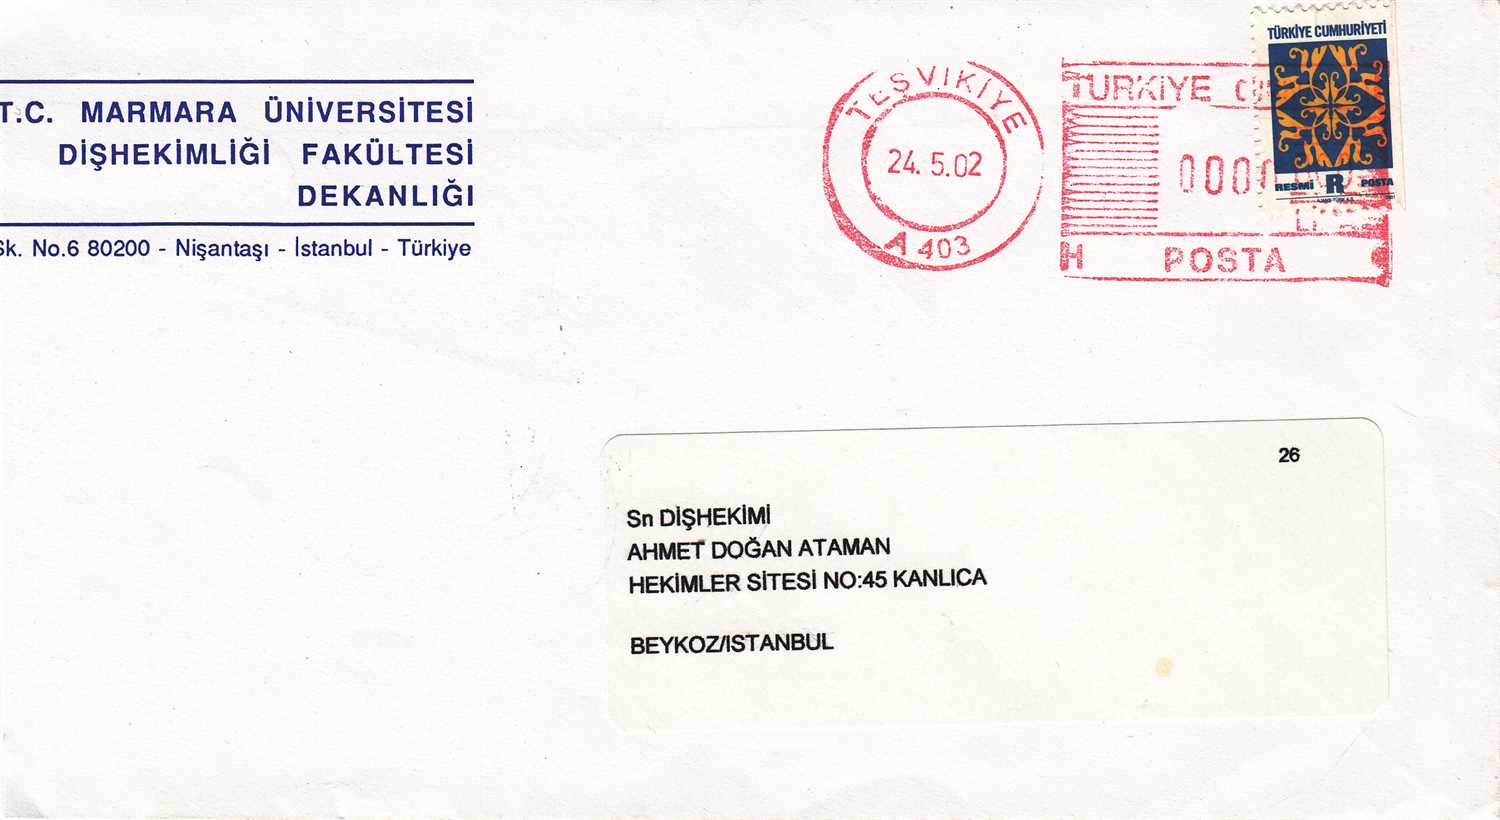 T.C. MARMARA ÜNİVERSİTESİ
DİŞHEKİMLİĞİ FAKÜLTESİ
DEKANLIĞI
Sk. No.6 80200 - Nişantaşı - İstanbul - Türkiye
TEŞVİKİYE
24. 5.02
A 403
TÜRKİYE
POSTA
H
TÜRKİYE CUMHURİYETİ
RESMİ R POSTA
26
Sn DİŞHEKİMİ
AHMET DOĞAN ATAMAN
HEKİMLER SİTESİ NO:45 KANLICA
BEYKOZ/ISTANBUL